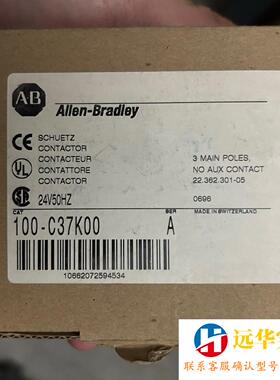 AB
Allen-Bradley
SCHUETZ
CONTACTOR
CONTACTEUR
CONTATTORE
CONTACTOR
3 MAIN POLES,
NO AUX CONTACT
22.362.301-05
24V50HZ
0696
CAT
SER
MADE IN SWITZERLAND
100-C37K00
A
10662072594534
远华
联系客服确认型号